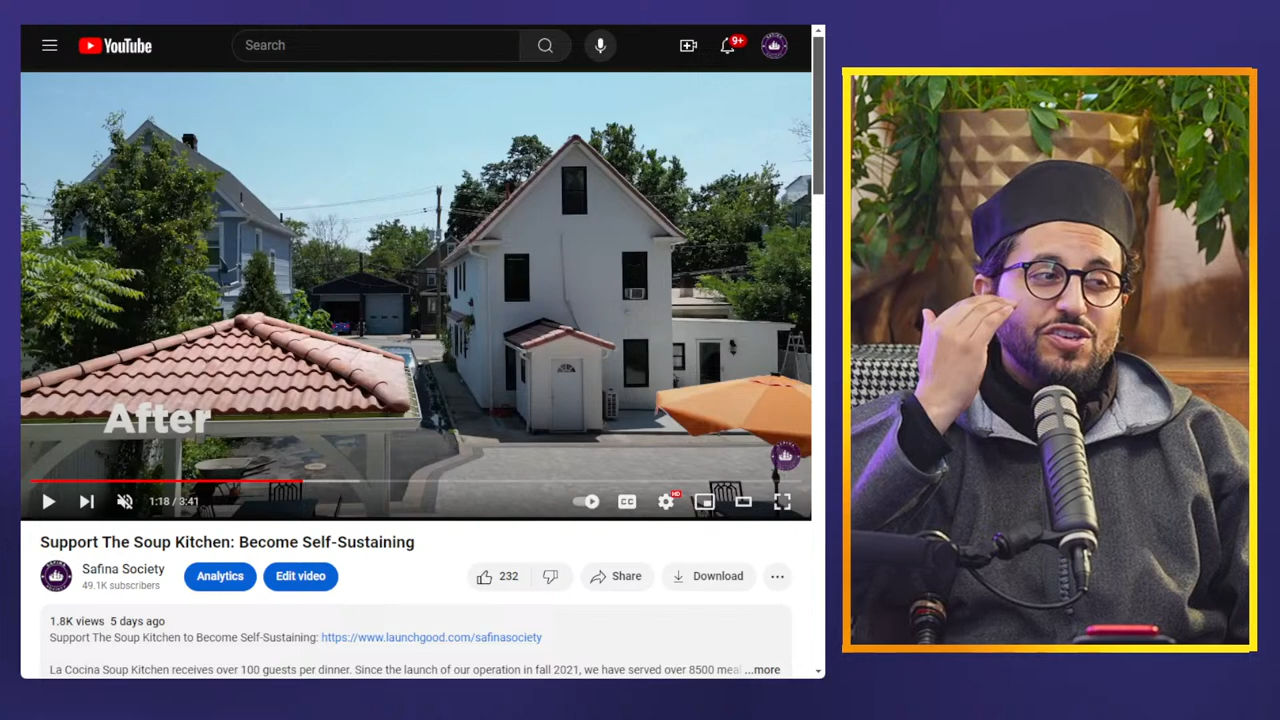 YouTube
Search
9+
After
1:18 / 3:41
CC
HD
Support The Soup Kitchen: Become Self-Sustaining
Safina Society
49.1K subscribers
Analytics
Edit video
232
Share
Download
1.8K views 5 days ago
Support The Soup Kitchen to Become Self-Sustaining: https://www.launchgood.com/safinasociety
La Cocina Soup Kitchen receives over 100 guests per dinner. Since the launch of our operation in fall 2021, we have served over 8500 meal ...more